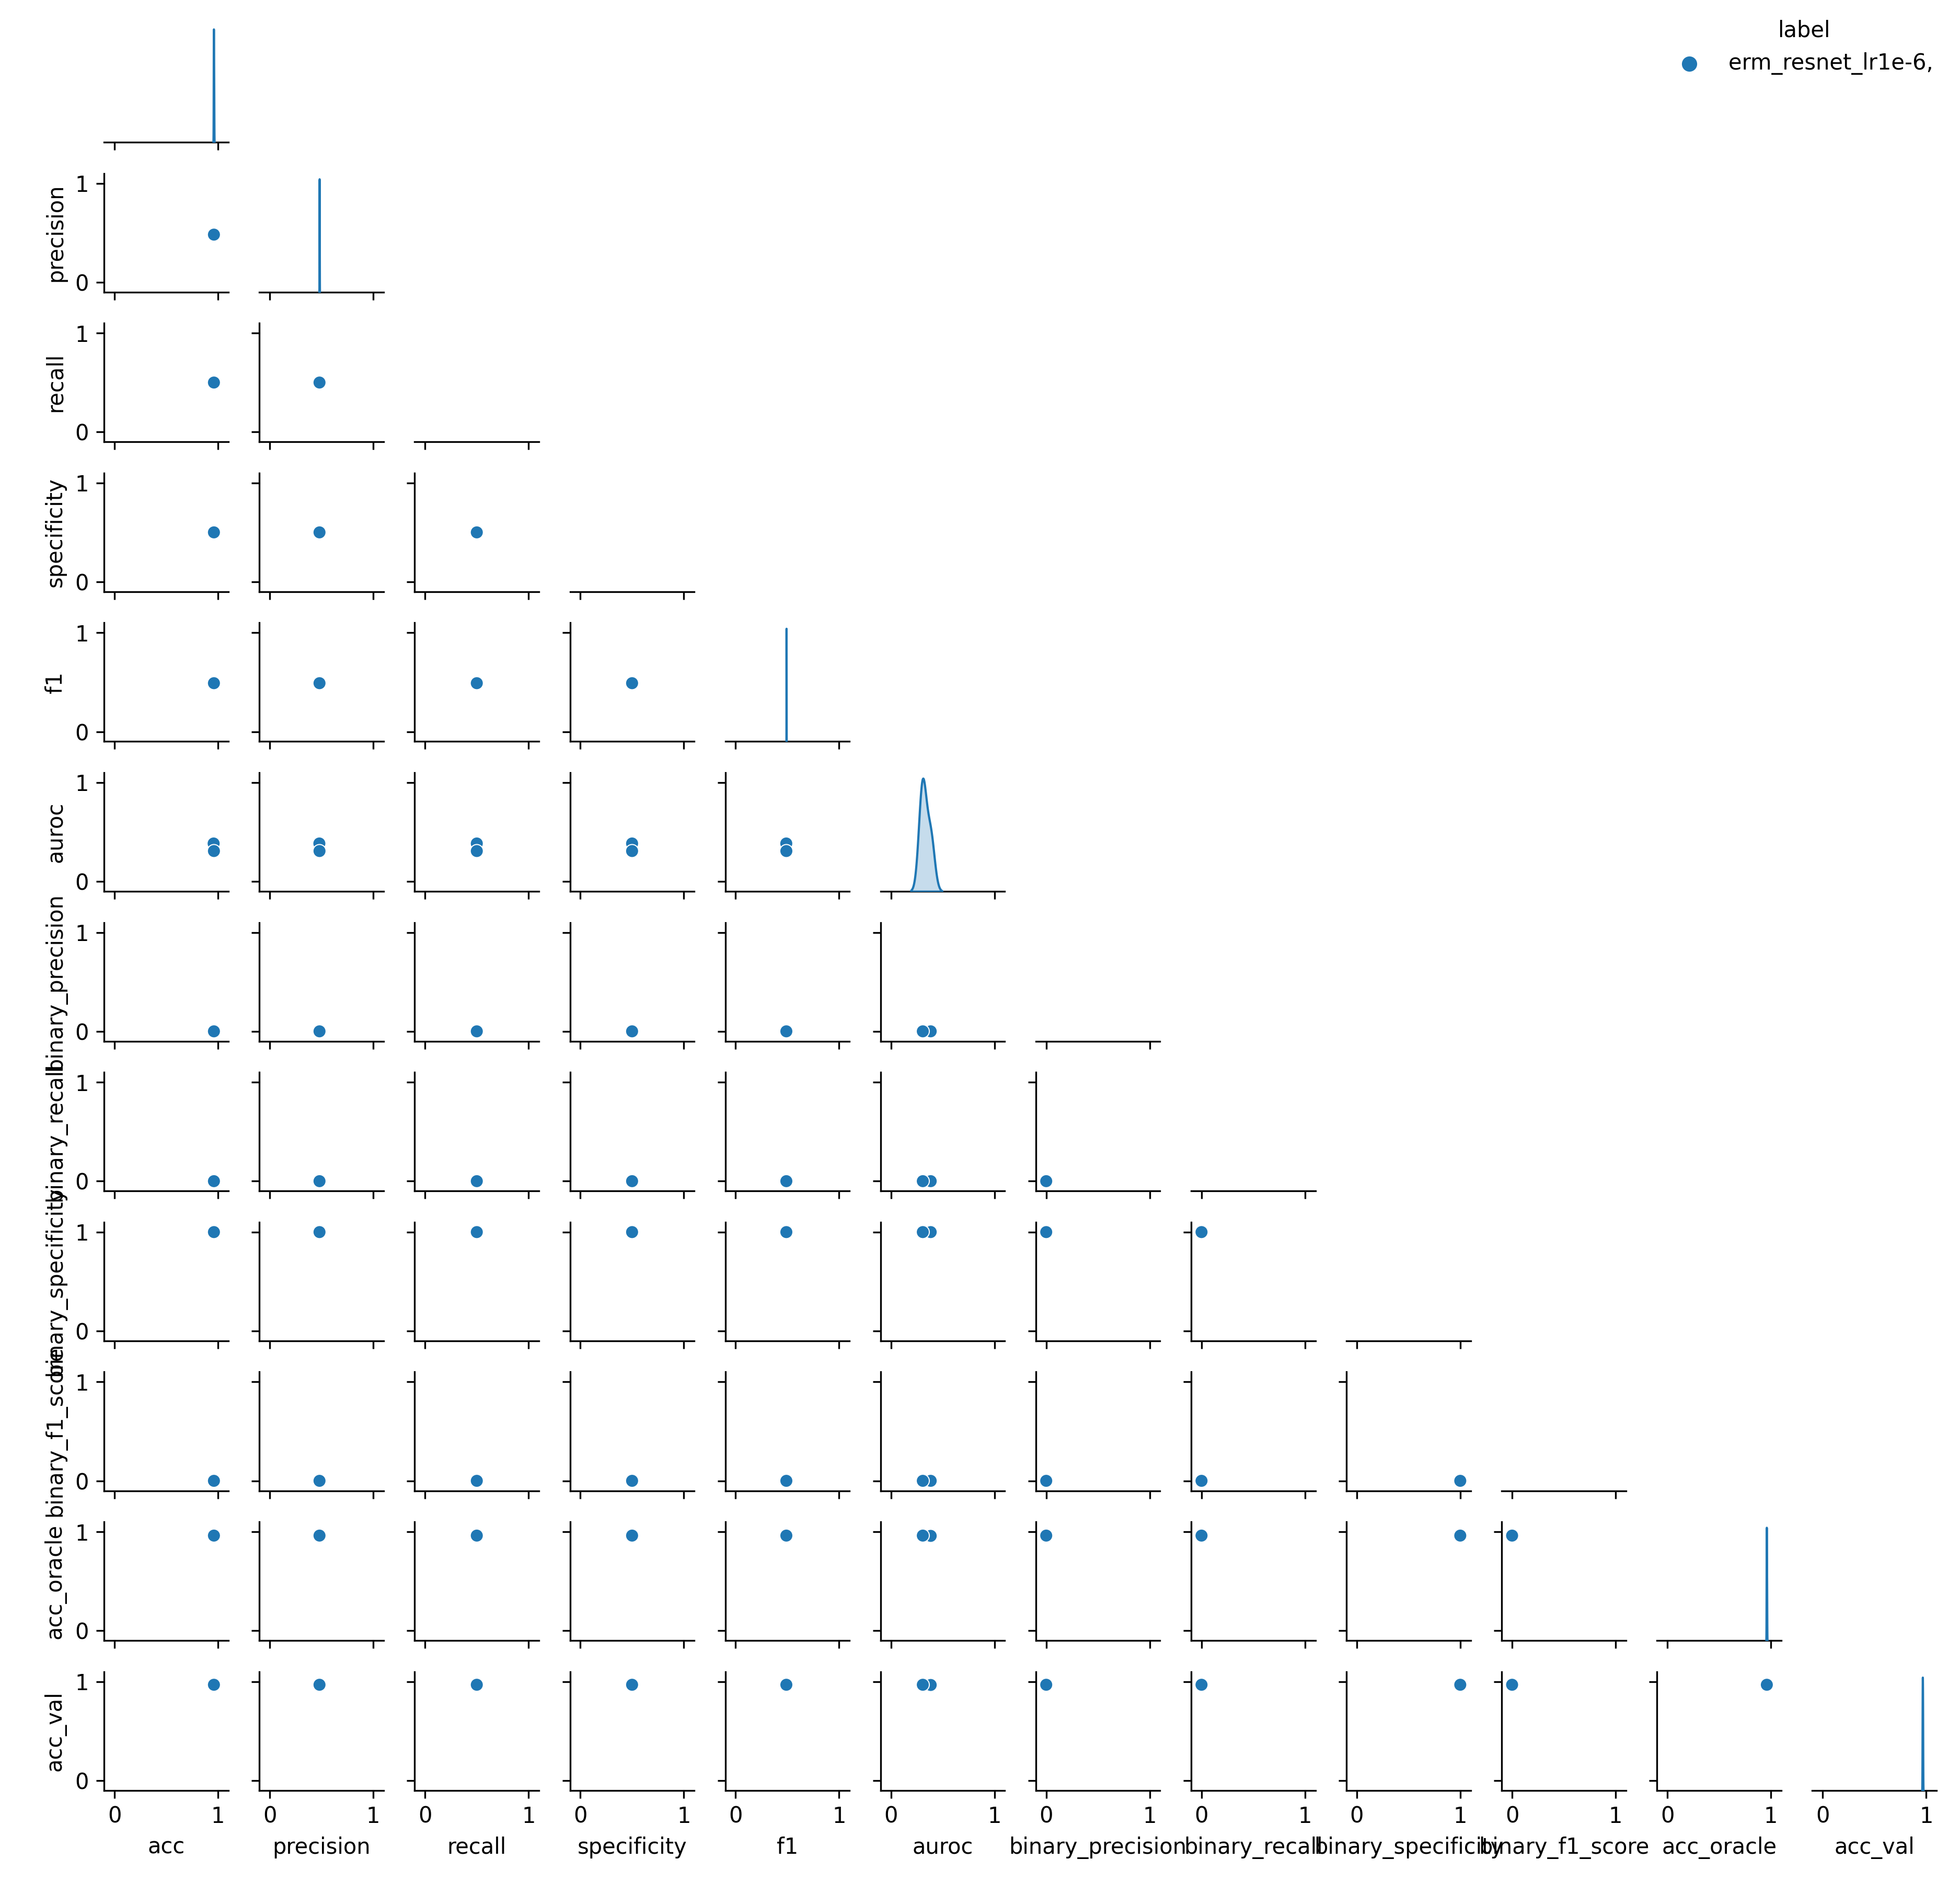 label
erm_resnet_lr1e-6,
precision
1
0
recall
1
0
specificity
1
0
f1
1
0
auroc
1
0
binary_precision
1
0
binary_recall
1
0
binary_specificity
1
0
binary_f1_score
1
0
acc_oracle
1
0
acc_val
1
0
0 1 0 1 0 1 0 1 0 1 0 1 0 1 0 1 0 1 0 1 0 1 0 1
acc precision recall specificity f1 auroc binary_precision binary_recall binary_specificity binary_f1_score acc_oracle acc_val